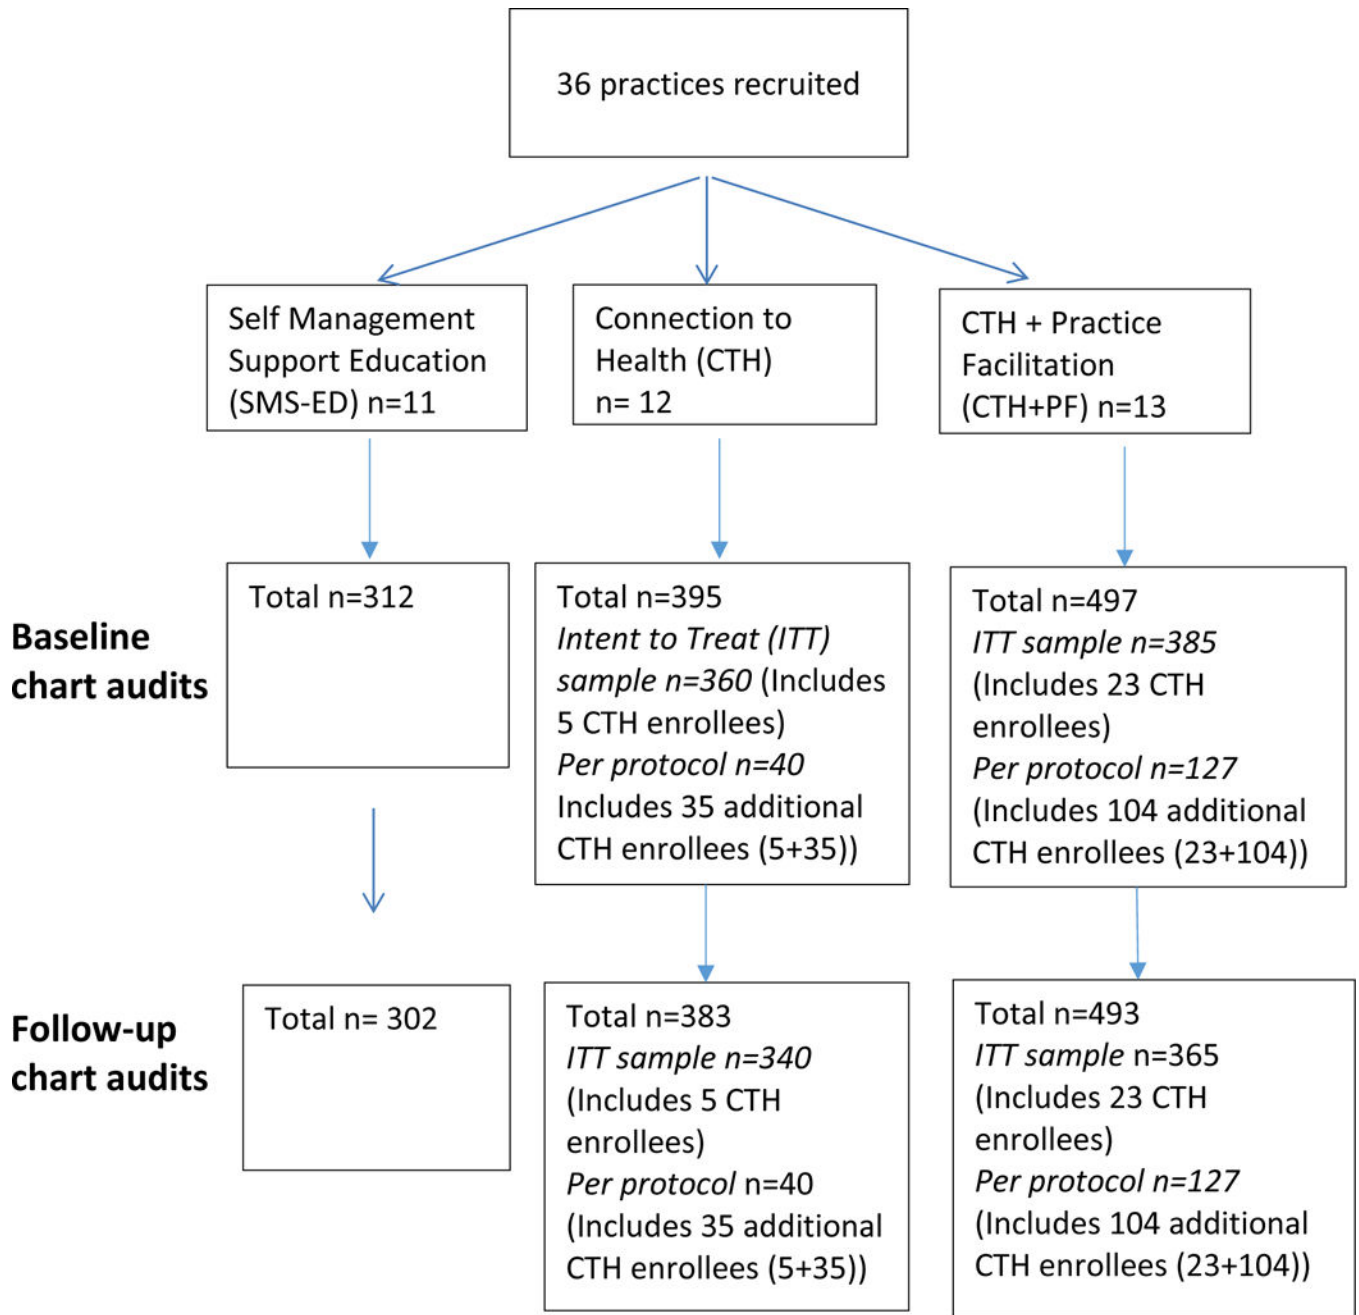 36 practices recruited
Self Management
Support Education
(SMS-ED) n=11
Connection to
Health (CTH)
n= 12
CTH + Practice
Facilitation
(CTH+PF) n=13
Baseline
chart audits
Total n=312
Total n=395
Intent to Treat (ITT)
sample n=360 (Includes
5 CTH enrollees)
Per protocol n=40
Includes 35 additional
CTH enrollees (5+35))
Total n=497
ITT sample n=385
(Includes 23 CTH
enrollees)
Per protocol n=127
(Includes 104 additional
CTH enrollees (23+104))
Follow-up
chart audits
Total n= 302
Total n=383
ITT sample n=340
(Includes 5 CTH
enrollees)
Per protocol n=40
(Includes 35 additional
CTH enrollees (5+35))
Total n=493
ITT sample n=365
(Includes 23 CTH
enrollees)
Per protocol n=127
(Includes 104 additional
CTH enrollees (23+104))